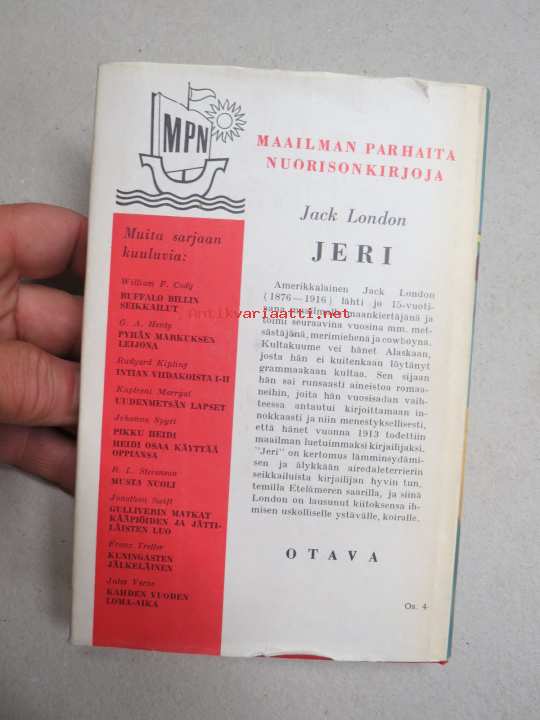 MPN
MAAILMAN PARHAITA
NUORISONKIRJOJA
Muita sarjaan
kuuluvia:
William F. Cody
BUFFALO BILLIN
SEIKKAILUT
G. A. Henty
PYHÄN MARKUKSEN
LEIJONA
Rudyard Kipling
INTIAN VIIDAKOISTA I-II
Kapteeni Marryat
UUDENMETSÄN LAPSET
Johanna Spyri
PIKKU HEIDI
HEIDI OSAA KÄYTTÄÄ
OPPIANSA
R. L. Stevenson
MUSTA NUOLI
Jonathan Swift
GULLIVERIN MATKAT
KÄÄPIÖIDEN JA JÄTTI-
LÄISTEN LUO
Franz Treller
KUNINGASTEN
JÄLKELÄINEN
Jules Verne
KAHDEN VUODEN
LOMA-AIKA
Jack London
JERI
Amerikkalainen Jack London
(1876—1916) lähti jo 15-vuoti-
aana maailmankiertäjänä ja
toimi seuraavina vuosina mm. met-
sästäjänä, merimiehenä ja cowboyna.
Kultakuume vei hänet Alaskaan,
josta hän ei kuitenkaan löytänyt
grammaakaan kultaa. Sen sijaan
hän sai runsaasti aineistoa romaa-
neihin, joita hän vuosisadan vaih-
teessa antautui kirjoittamaan in-
nokkaasti ja niin menestyksellisesti,
että hänet vuonna 1913 todettiin
maailman luetuimmaksi kirjailijaksi.
"Jeri" on kertomus lämminsydämi-
sen ja älykkään airedaleterrierin
seikkailuista kirjailijan hyvin tun-
temilla Etelämeren saarilla, ja siinä
London on lausunut kiitoksensa ih-
misen uskolliselle ystävälle, koiralle.
OTAVA
Os. 4
Antikvariaatti.net